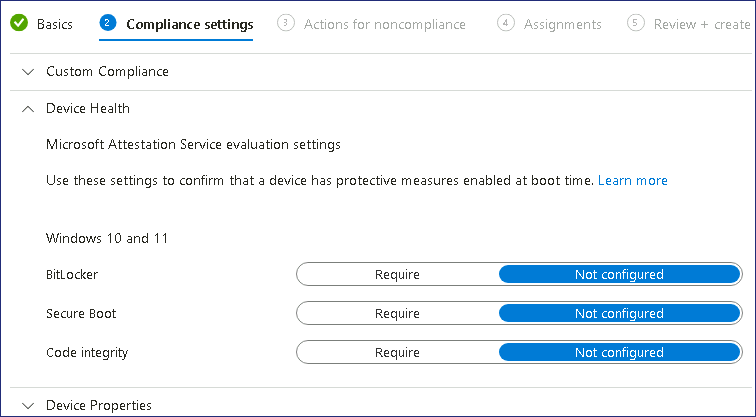 Basics 2 Compliance settings 3 Actions for noncompliance 4 Assignments 5 Review + create
Custom Compliance
Device Health
Microsoft Attestation Service evaluation settings
Use these settings to confirm that a device has protective measures enabled at boot time. Learn more
Windows 10 and 11
BitLocker Require Not configured
Secure Boot Require Not configured
Code integrity Require Not configured
Device Properties